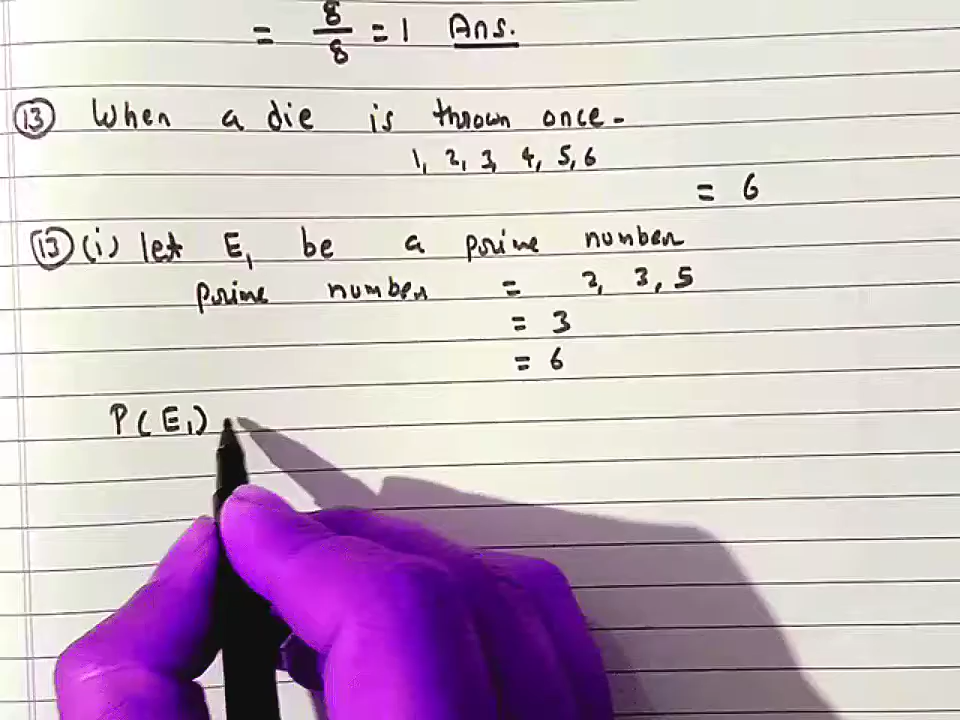 = 8/8 = 1 Ans.
13 When a die is thrown once-
1, 2, 3, 4, 5, 6
= 6
13 (i) let E₁ be a prime number
prime number = 2, 3, 5
= 3
= 6
P(E₁)